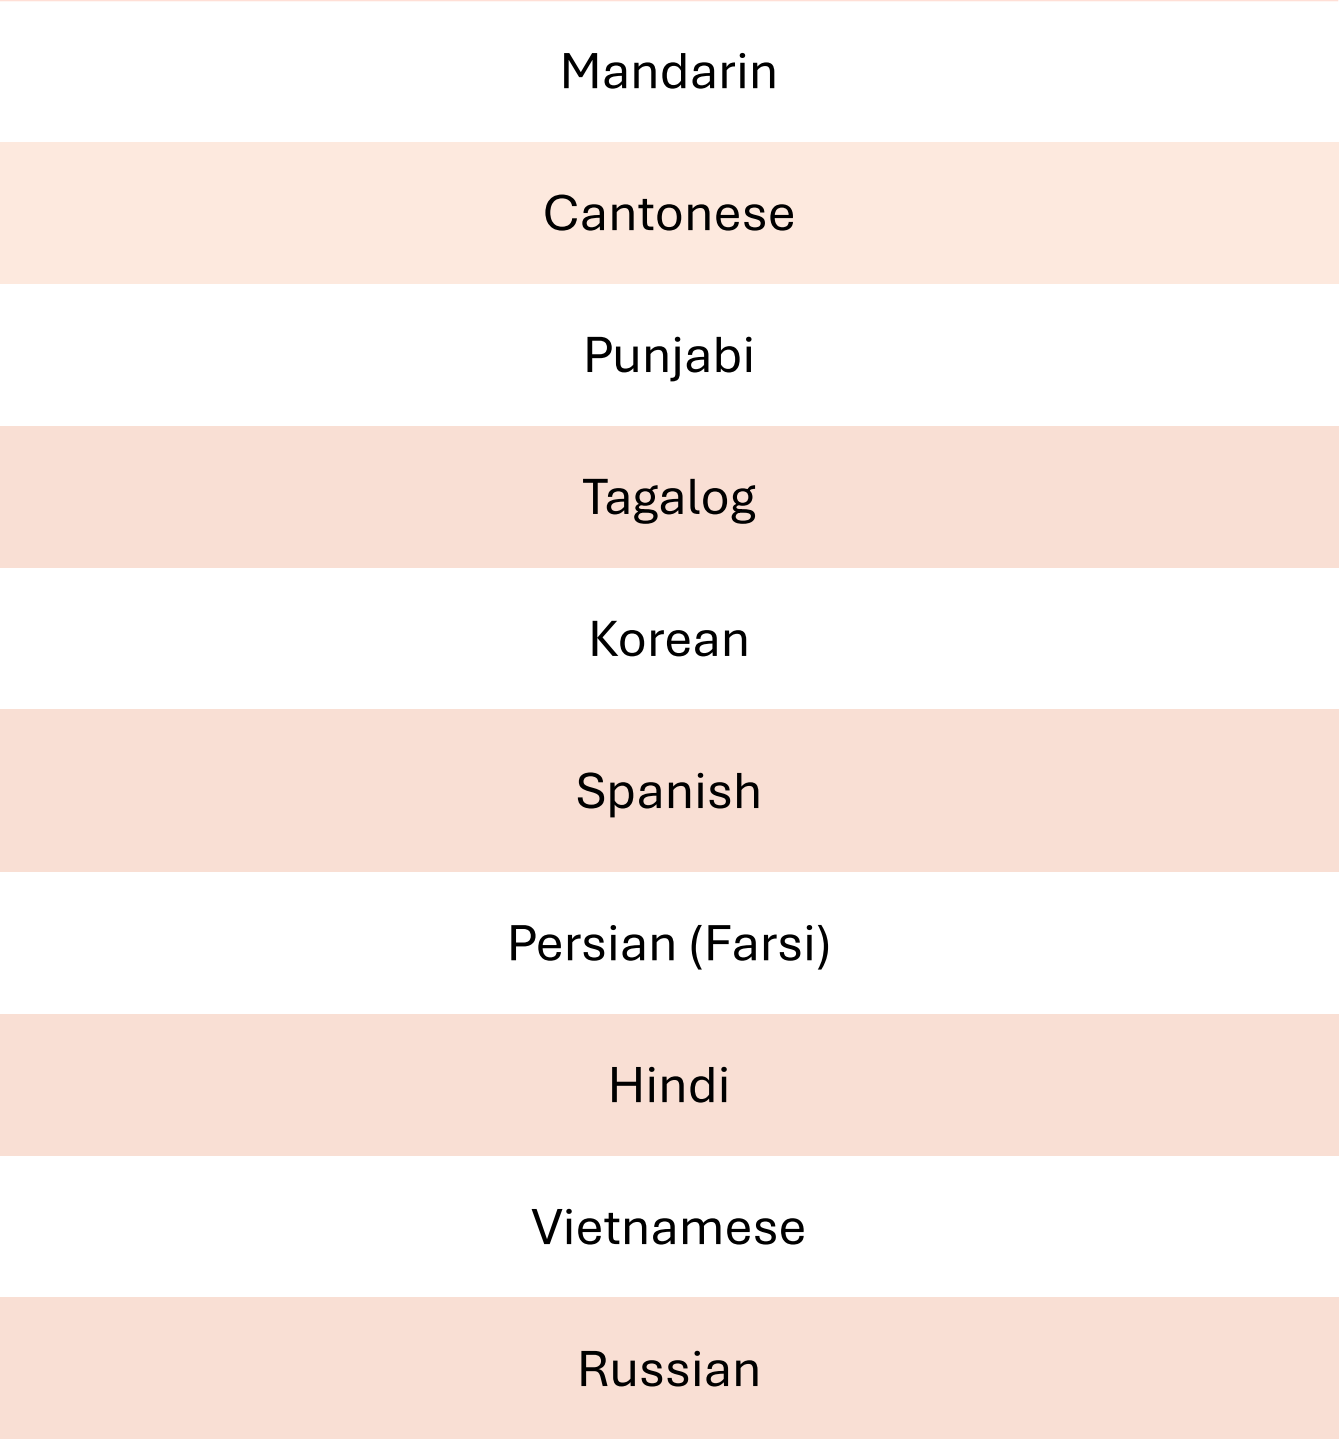 Mandarin
Cantonese
Punjabi
Tagalog
Korean
Spanish
Persian (Farsi)
Hindi
Vietnamese
Russian